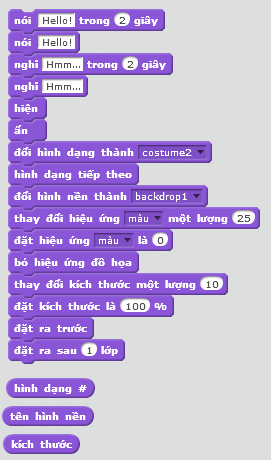 nói Hello! trong 2 giây
nói Hello!
nghĩ Hmm... trong 2 giây
nghĩ Hmm...
hiện
ẩn
đổi hình dạng thành costume2
hình dạng tiếp theo
đổi hình nền thành backdrop1
thay đổi hiệu ứng màu một lượng 25
đặt hiệu ứng màu là 0
bỏ hiệu ứng đồ họa
thay đổi kích thước một lượng 10
đặt kích thước là 100 %
đặt ra trước
đặt ra sau 1 lớp
hình dạng #
tên hình nền
kích thước